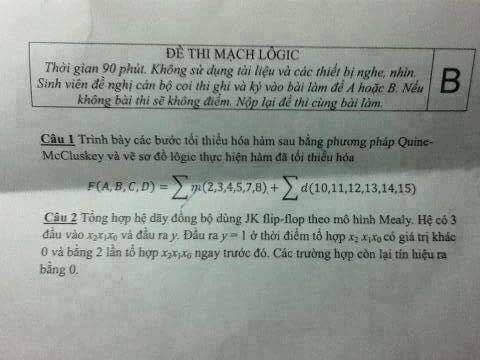 ĐỀ THI MẠCH LÔGIC
Thời gian 90 phút. Không sử dụng tài liệu và các thiết bị nghe, nhìn.
Sinh viên đề nghị cán bộ coi thi ghi và ký vào bài làm đề A hoặc B. Nếu
không bài thi sẽ không điểm. Nộp lại đề thi cùng bài làm.
B
Câu 1 Trình bày các bước tối thiểu hóa hàm sau bằng phương pháp Quine-
McCluskey và vẽ sơ đồ lôgic thực hiện hàm đã tối thiểu hóa
F(A,B,C,D) = ∑ m(2,3,4,5,7,8) + ∑ d(10,11,12,13,14,15)
Câu 2 Tổng hợp hệ dãy đồng bộ dùng JK flip-flop theo mô hình Mealy. Hệ có 3
đầu vào x₂x₁x₀ và đầu ra y. Đầu ra y = 1 ở thời điểm tổ hợp x₂ x₁x₀ có giá trị khác
0 và bằng 2 lần tổ hợp x₂x₁x₀ ngay trước đó. Các trường hợp còn lại tín hiệu ra
bằng 0.